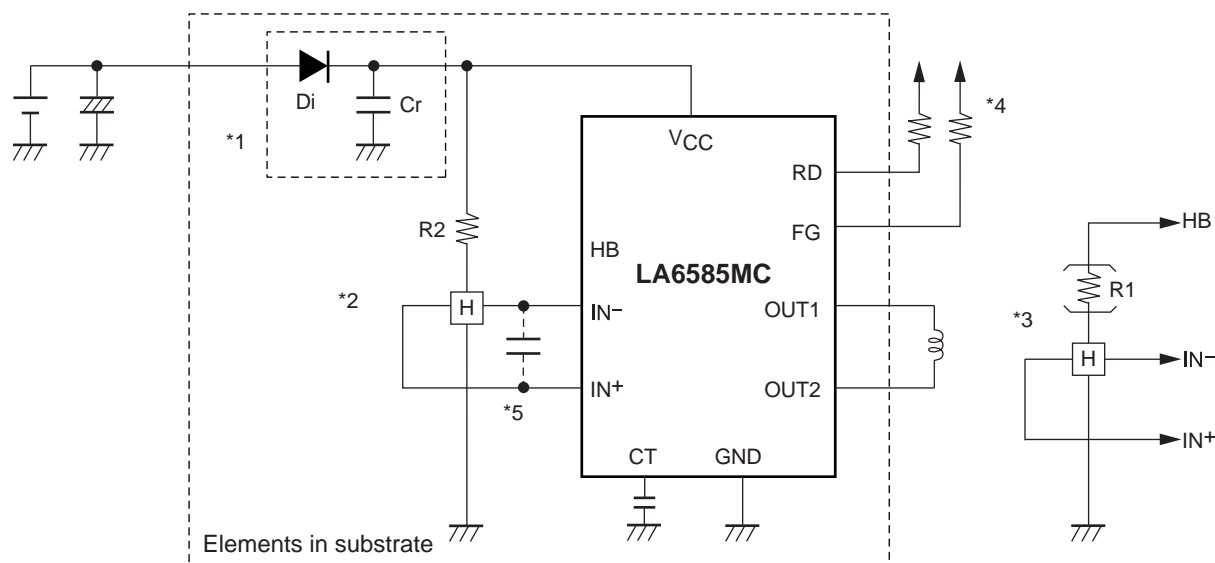 Di
Cr
*1
VCC
*4
RD
R2
FG
HB
HB
LA6585MC
R1
*2
H
IN−
OUT1
*3
H
IN−
IN+
OUT2
*5
IN+
CT
GND
Elements in substrate